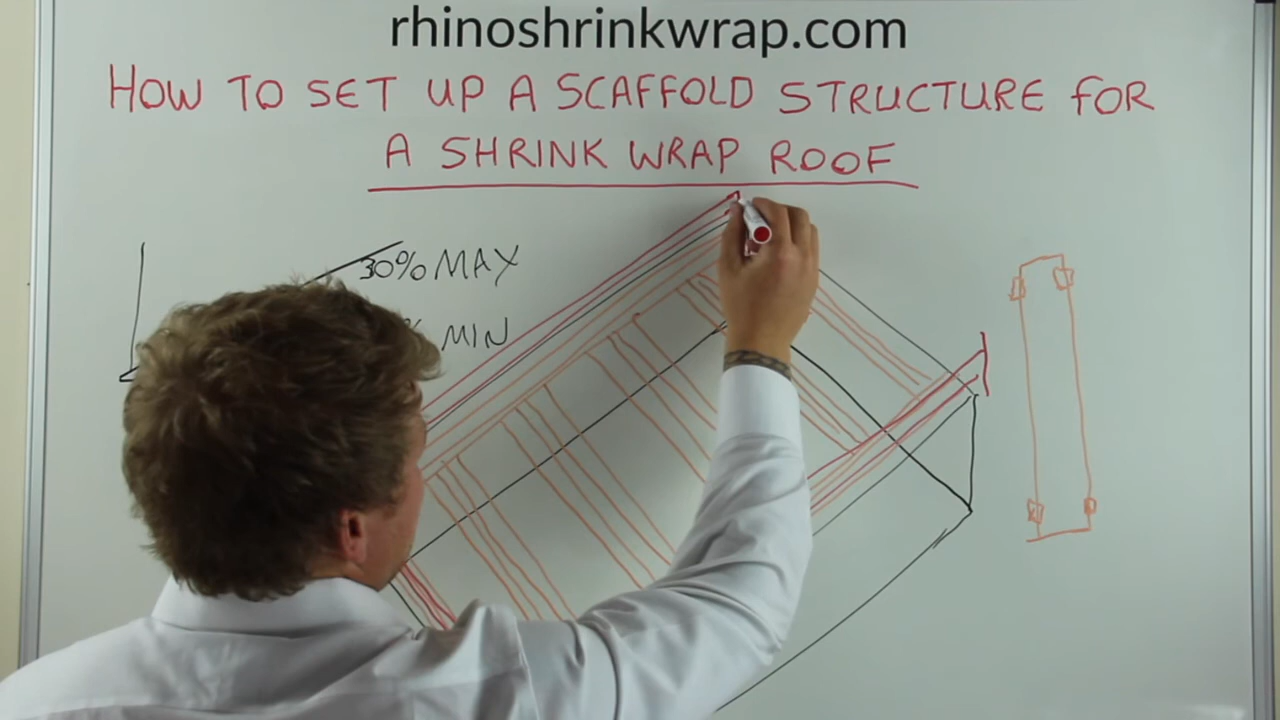 rhinoshrinkwrap.com
HOW TO SET UP A SCAFFOLD STRUCTURE FOR
A SHRINK WRAP ROOF
30% MAX
% MIN